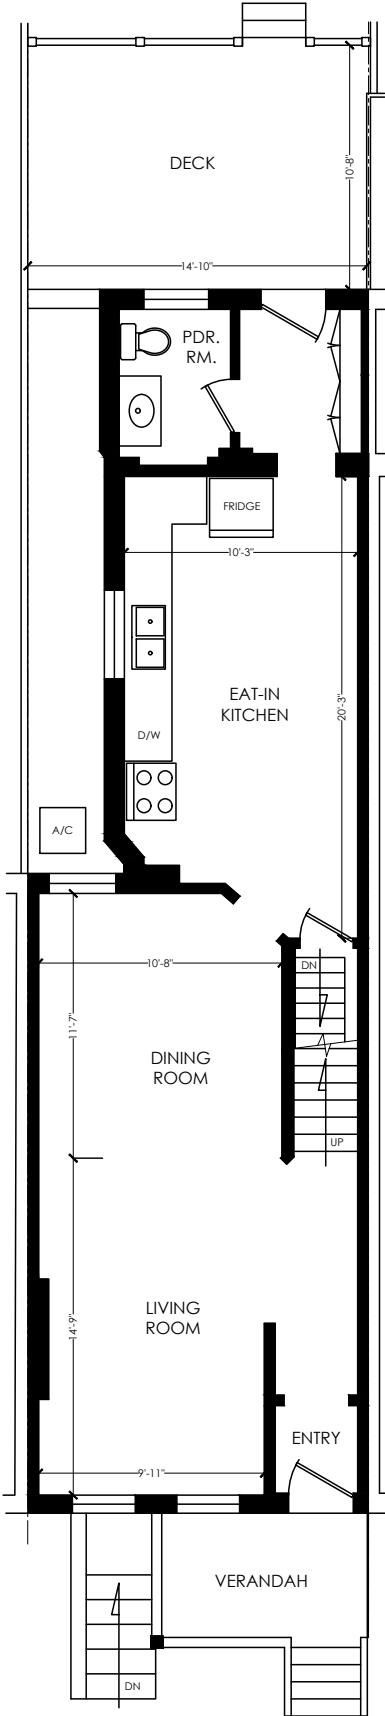 DECK
10'-8"
14'-10"
PDR.
RM.
FRIDGE
10'-3"
EAT-IN
KITCHEN
20'-3"
D/W
A/C
10'-8"
DN
11'-7"
DINING
ROOM
UP
LIVING
ROOM
14'-9"
ENTRY
9'-11"
VERANDAH
DN